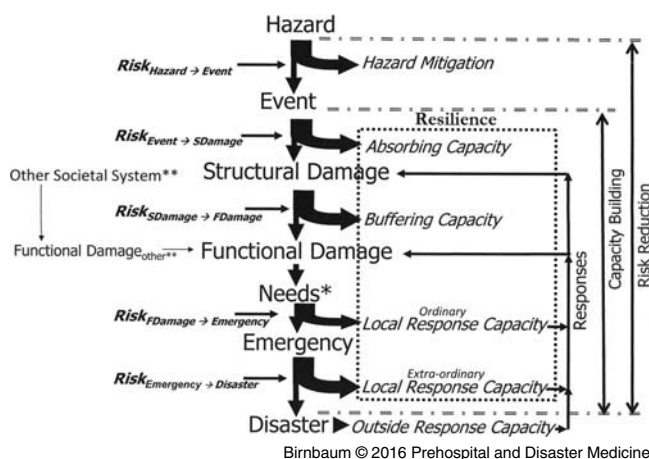 Hazard
Risk Hazard → Event
Hazard Mitigation
Event
Resilience
Risk Event → SDamage
Absorbing Capacity
Other Societal System**
Structural Damage
Risk SDamage → FDamage
Buffering Capacity
Functional Damage other**
Functional Damage
Needs*
Ordinary
Risk FDamage → Emergency
Local Response Capacity
Emergency
Extra-ordinary
Risk Emergency → Disaster
Local Response Capacity
Disaster
Outside Response Capacity
Responses
Capacity Building
Risk Reduction
Birnbaum © 2016 Prehospital and Disaster Medicine